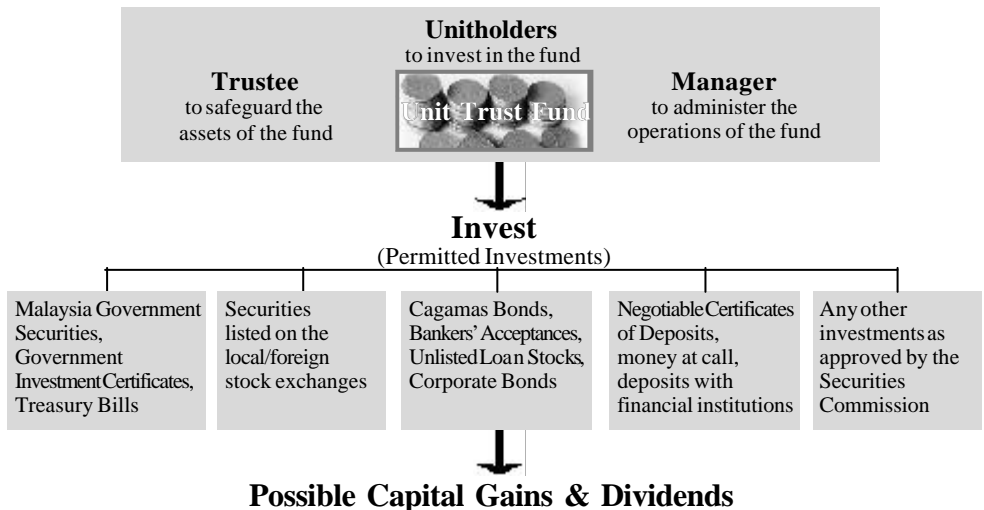 Unitholders
to invest in the fund
Trustee
to safeguard the
assets of the fund
Unit Trust Fund
Manager
to administer the
operations of the fund
Invest
(Permitted Investments)
Malaysia Government
Securities,
Government
Investment Certificates,
Treasury Bills
Securities
listed on the
local/foreign
stock exchanges
Cagamas Bonds,
Bankers' Acceptances,
Unlisted Loan Stocks,
Corporate Bonds
Negotiable Certificates
of Deposits,
money at call,
deposits with
financial institutions
Any other
investments as
approved by the
Securities
Commission
Possible Capital Gains & Dividends